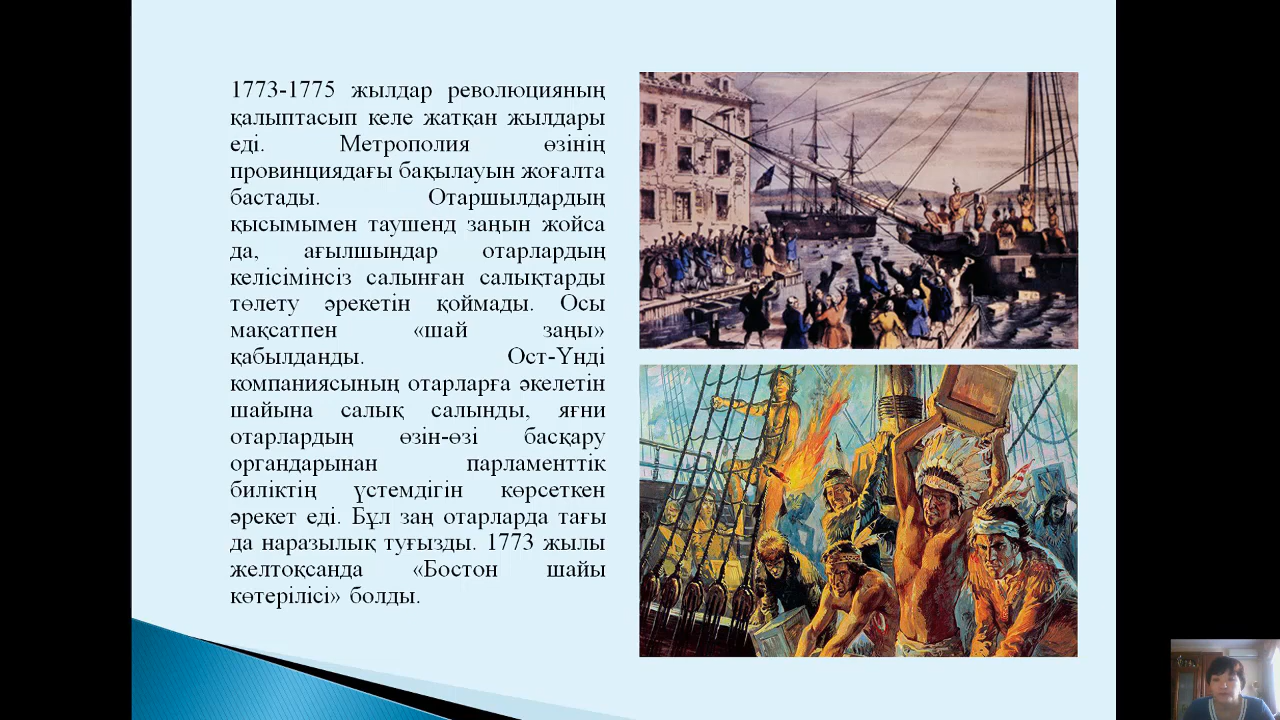 1773-1775 жылдар революцияның
қалыптасып келе жатқан жылдары
еді. Метрополия өзінің
провинциядағы бақылауын жоғалта
бастады. Отаршылдардың
қысымымен таушенд заңын жойса
да, ағылшындар отарлардың
келісімінсіз салынған салықтарды
төлету әрекетін қоймады. Осы
мақсатпен «шай заңы»
қабылданды. Ост-Үнді
компаниясының отарларға әкелетін
шайына салық салынды, яғни
отарлардың өзін-өзі басқару
органдарынан парламенттік
биліктің үстемдігін көрсеткен
әрекет еді. Бұл заң отарларда тағы
да наразылық туғызды. 1773 жылы
желтоқсанда «Бостон шайы
көтерілісі» болды.